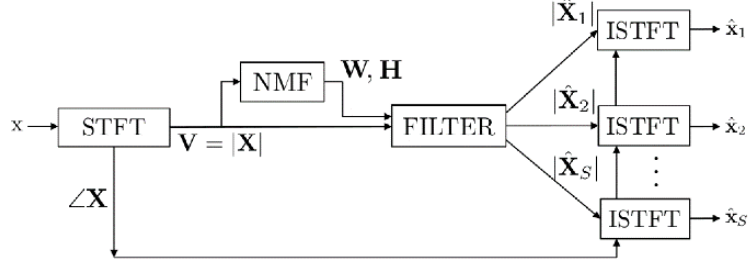 |X̂₁|
ISTFT
x̂₁
NMF
W, H
|X̂₂|
x
STFT
V = |X|
FILTER
ISTFT
x̂₂
∠X
|X̂_S|
⋮
ISTFT
x̂_S